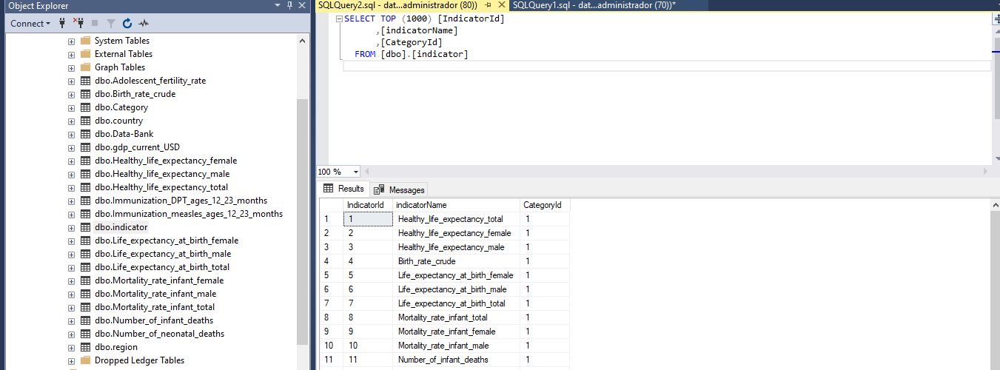 Object Explorer
Connect
System Tables
External Tables
Graph Tables
dbo.Adolescent_fertility_rate
dbo.Birth_rate_crude
dbo.Category
dbo.country
dbo.Data-Bank
dbo.gdp_current_USD
dbo.Healthy_life_expectancy_female
dbo.Healthy_life_expectancy_male
dbo.Healthy_life_expectancy_total
dbo.Immunization_DPT_ages_12_23_months
dbo.Immunization_measles_ages_12_23_months
dbo.indicator
dbo.Life_expectancy_at_birth_female
dbo.Life_expectancy_at_birth_male
dbo.Life_expectancy_at_birth_total
dbo.Mortality_rate_infant_female
dbo.Mortality_rate_infant_male
dbo.Mortality_rate_infant_total
dbo.Number_of_infant_deaths
dbo.Number_of_neonatal_deaths
dbo.region
Dropped Ledger Tables
SQLQuery2.sql - dat...administrador (80)) SQLQuery1.sql - dat...administrador (70))*
SELECT TOP (1000) [IndicatorId]
,[indicatorName]
,[CategoryId]
FROM [dbo].[indicator]
100 %
Results Messages
IndicatorId indicatorName CategoryId
1 1 Healthy_life_expectancy_total 1
2 2 Healthy_life_expectancy_female 1
3 3 Healthy_life_expectancy_male 1
4 4 Birth_rate_crude 1
5 5 Life_expectancy_at_birth_female 1
6 6 Life_expectancy_at_birth_male 1
7 7 Life_expectancy_at_birth_total 1
8 8 Mortality_rate_infant_total 1
9 9 Mortality_rate_infant_female 1
10 10 Mortality_rate_infant_male 1
11 11 Number_of_infant_deaths 1